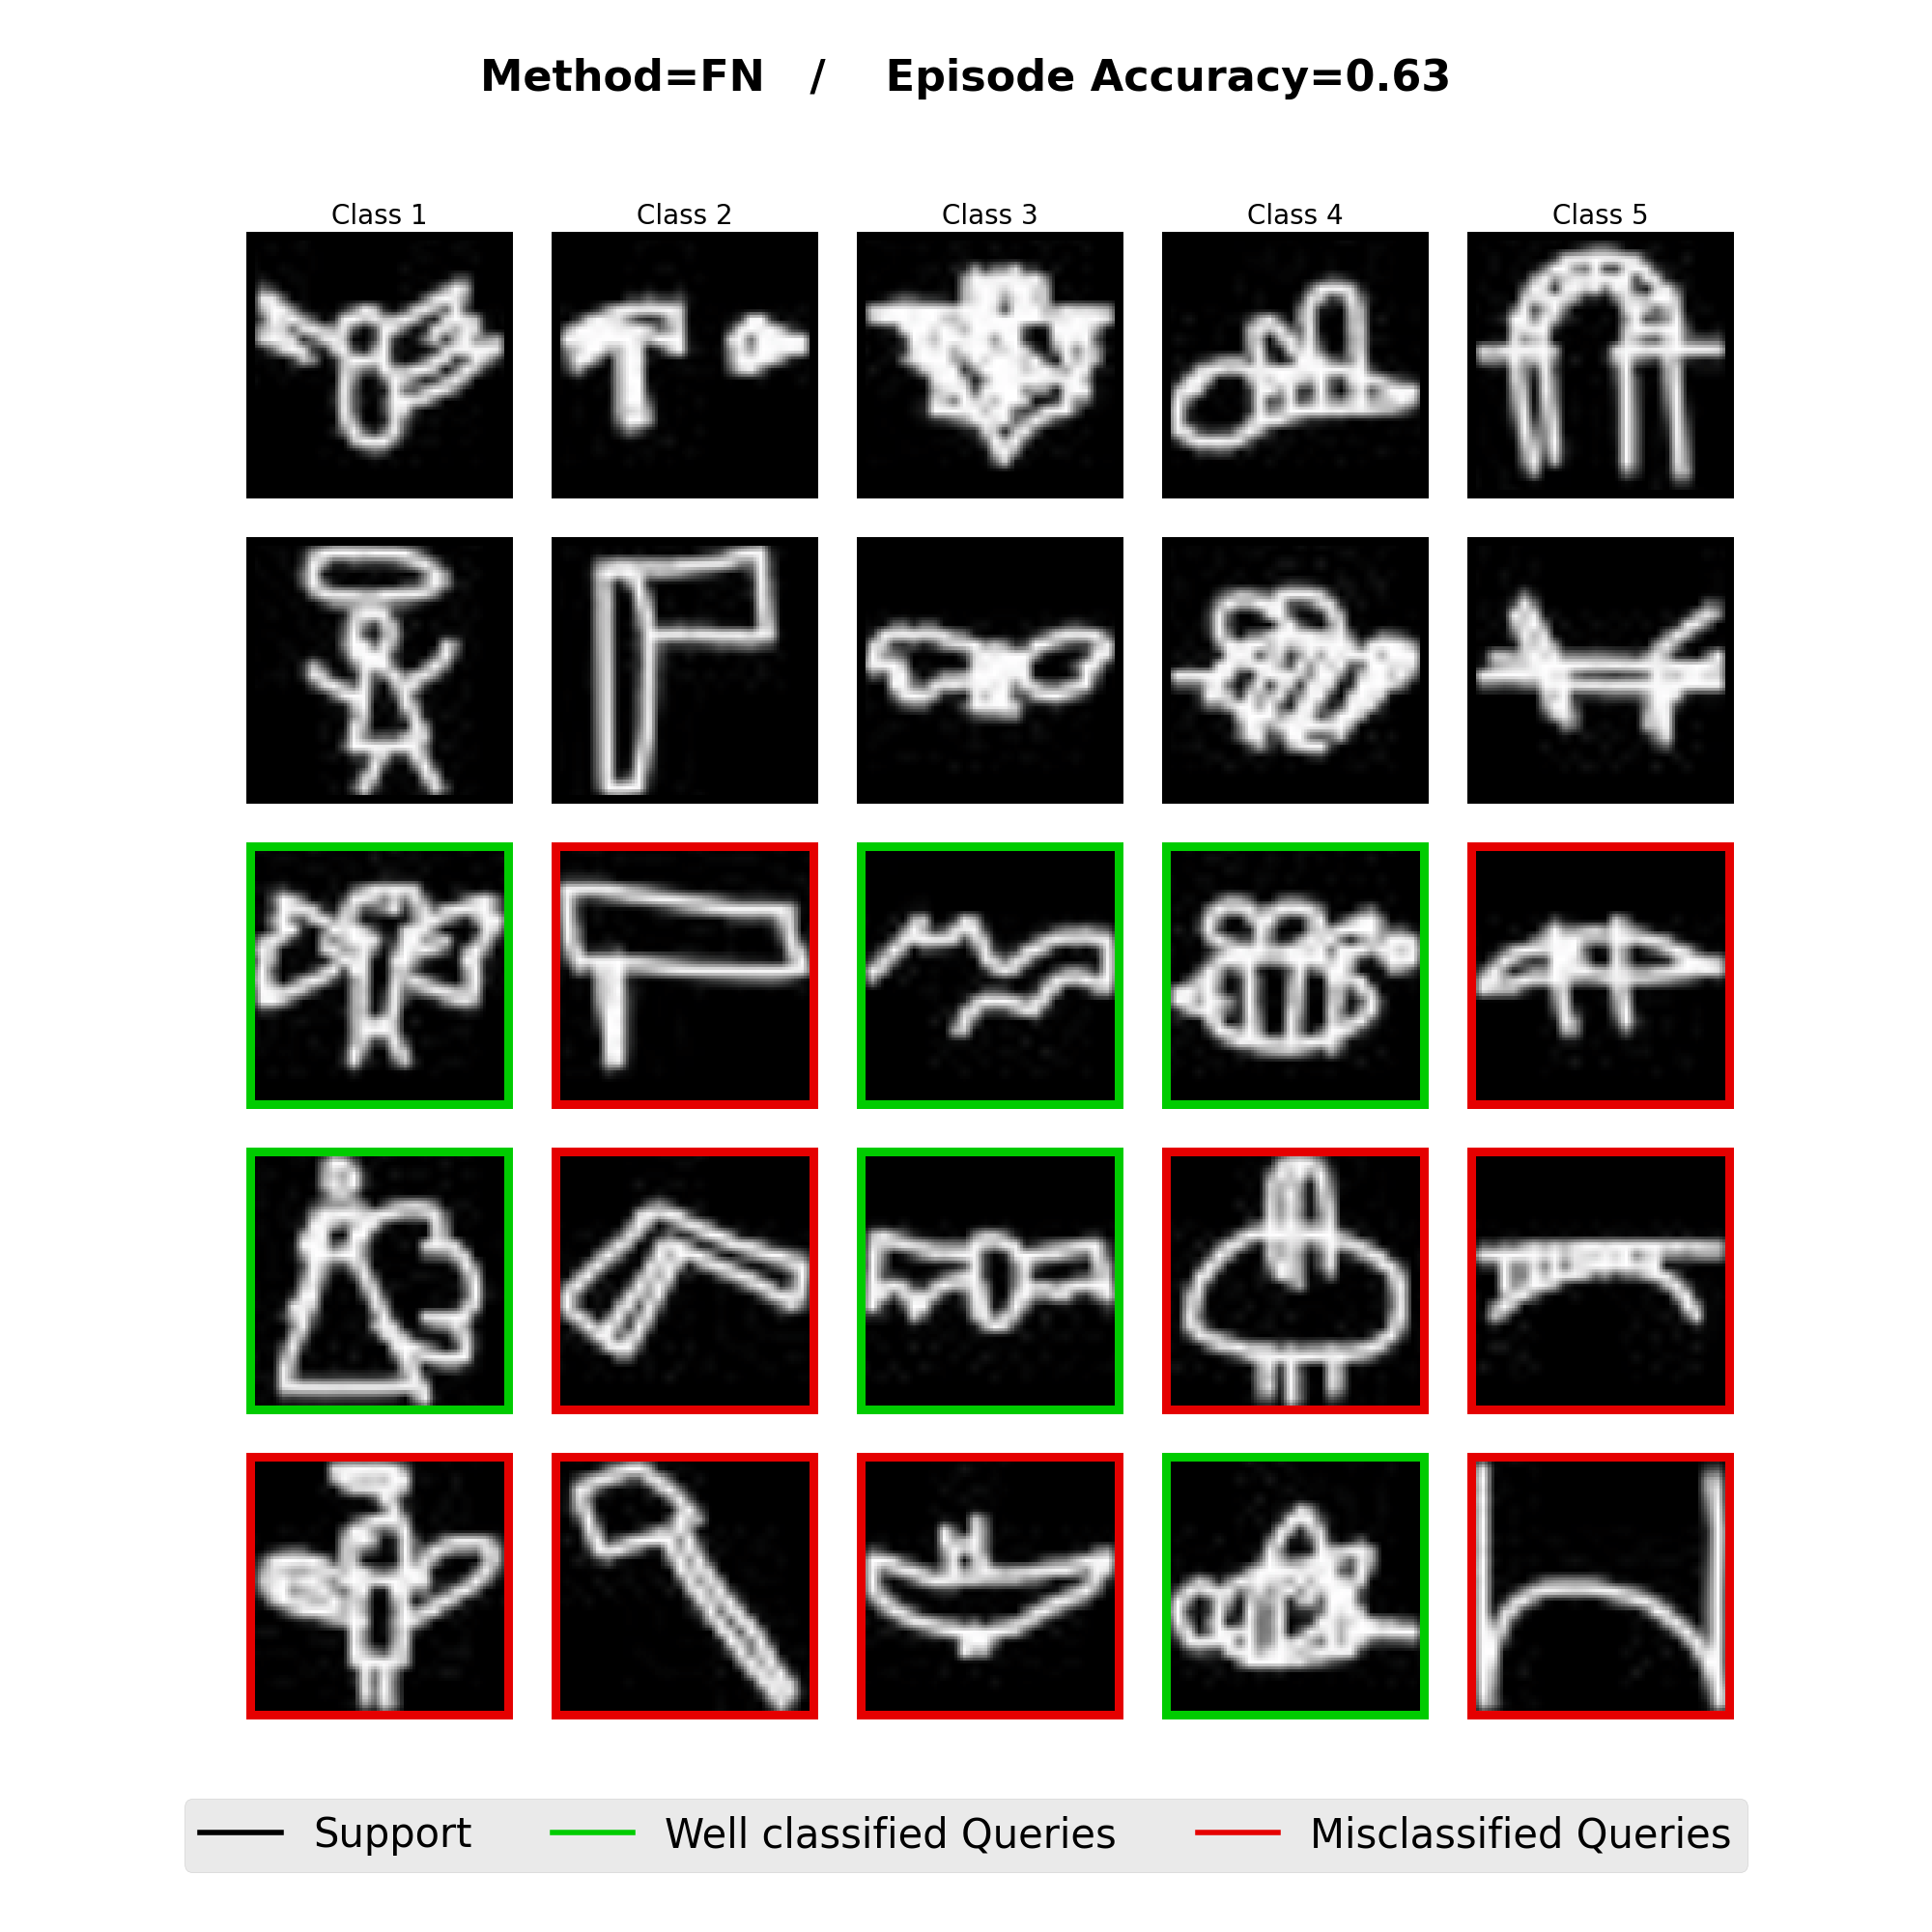 Method=FN / Episode Accuracy=0.63
Class 1 Class 2 Class 3 Class 4 Class 5
Support Well classified Queries Misclassified Queries